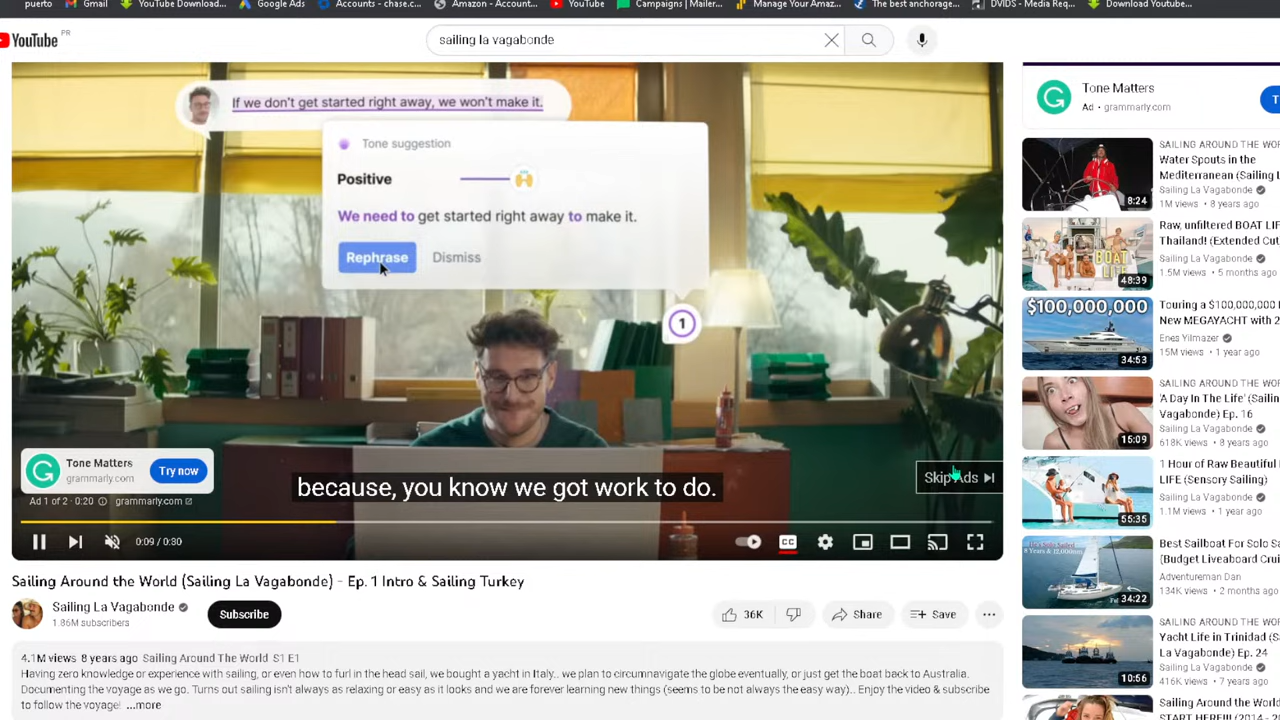 puerto
Gmail
YouTube Download...
Google Ads
Accounts - chase.c...
Amazon - Account...
YouTube
Campaigns | Mailer...
Manage Your Amaz...
The best anchorage...
DVIDS - Media Req...
Download Youtube...
YouTube PR
sailing la vagabonde
If we don't get started right away, we won't make it.
Tone suggestion
Positive
We need to get started right away to make it.
Rephrase Dismiss
1
Tone Matters
grammarly.com
Try now
Ad 1 of 2 · 0:20 grammarly.com
because, you know we got work to do.
Skip Ads
0:09 / 0:30
CC
Sailing Around the World (Sailing La Vagabonde) - Ep. 1 Intro & Sailing Turkey
Sailing La Vagabonde
1.86M subscribers
Subscribe
36K
Share
Save
4.1M views 8 years ago Sailing Around The World S1 E1
Having zero knowledge or experience with sailing, or even how to furl in the head sail, we bought a yacht in Italy.. we plan to circumnavigate the globe eventually, or just get the boat back to Australia.
Documenting the voyage as we go. Turns out sailing isn't always
looks and we are forever learning new things (seems to be not always the easy way). Enjoy the video & subscribe
to follow the voyage! ...more
Tone Matters
Ad · grammarly.com
T
SAILING AROUND THE WOR
Water Spouts in the
Mediterranean (Sailing L
Sailing La Vagabonde
1M views • 8 years ago
8:24
Raw, unfiltered BOAT LIF
Thailand! (Extended Cut
Sailing La Vagabonde
1.5M views • 5 months ago
BOAT
LIFE
48:39
$100,000,000
Touring a $100,000,000 I
New MEGAYACHT with 2
Enes Yilmazer
15M views • 1 year ago
34:53
SAILING AROUND THE WOR
'A Day In The Life' (Sailin
Vagabonde) Ep. 16
Sailing La Vagabonde
618K views • 8 years ago
15:09
1 Hour of Raw Beautiful
LIFE (Sensory Sailing)
Sailing La Vagabonde
1.1M views • 1 year ago
55:35
Best Sailboat For Solo Sa
(Budget Liveaboard Crui
Adventureman Dan
134K views • 2 months ago
8 Years & 12,000nm
34:22
SAILING AROUND THE WOR
Yacht Life in Trinidad (Sa
La Vagabonde) Ep. 24
Sailing La Vagabonde
416K views • 7 years ago
10:56
Sailing Around the World
START HERE!!! (2014-2